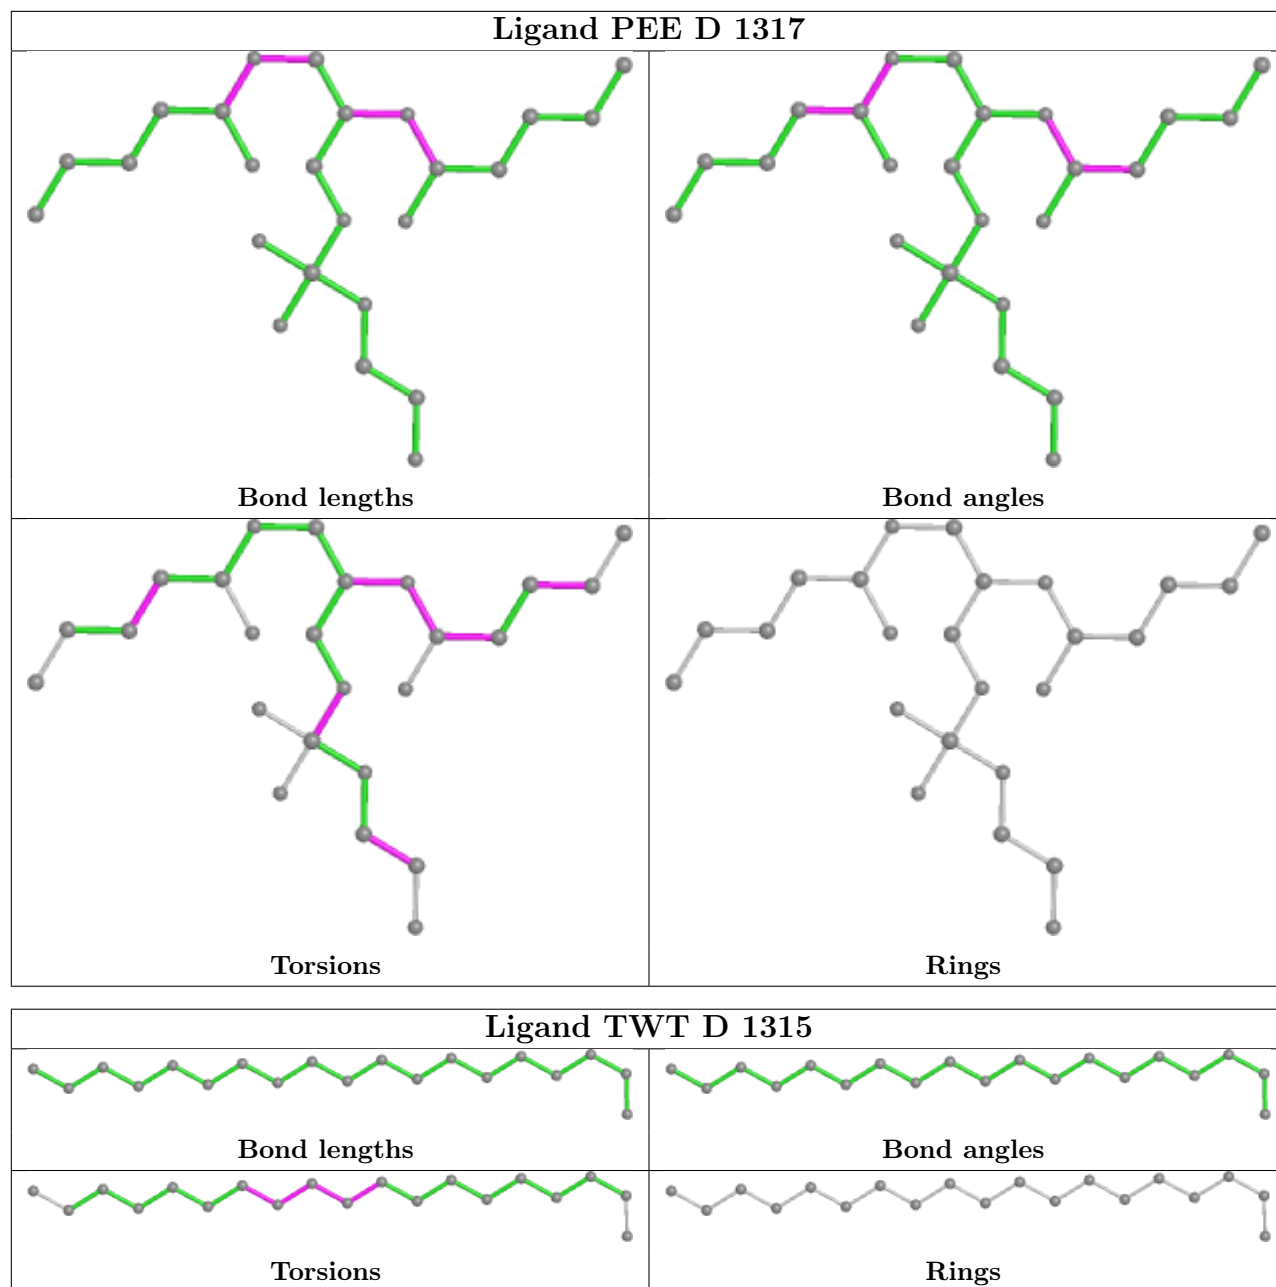 Ligand PEE D 1317
Bond lengths
Bond angles
Torsions
Rings
Ligand TWT D 1315
Bond lengths
Bond angles
Torsions
Rings